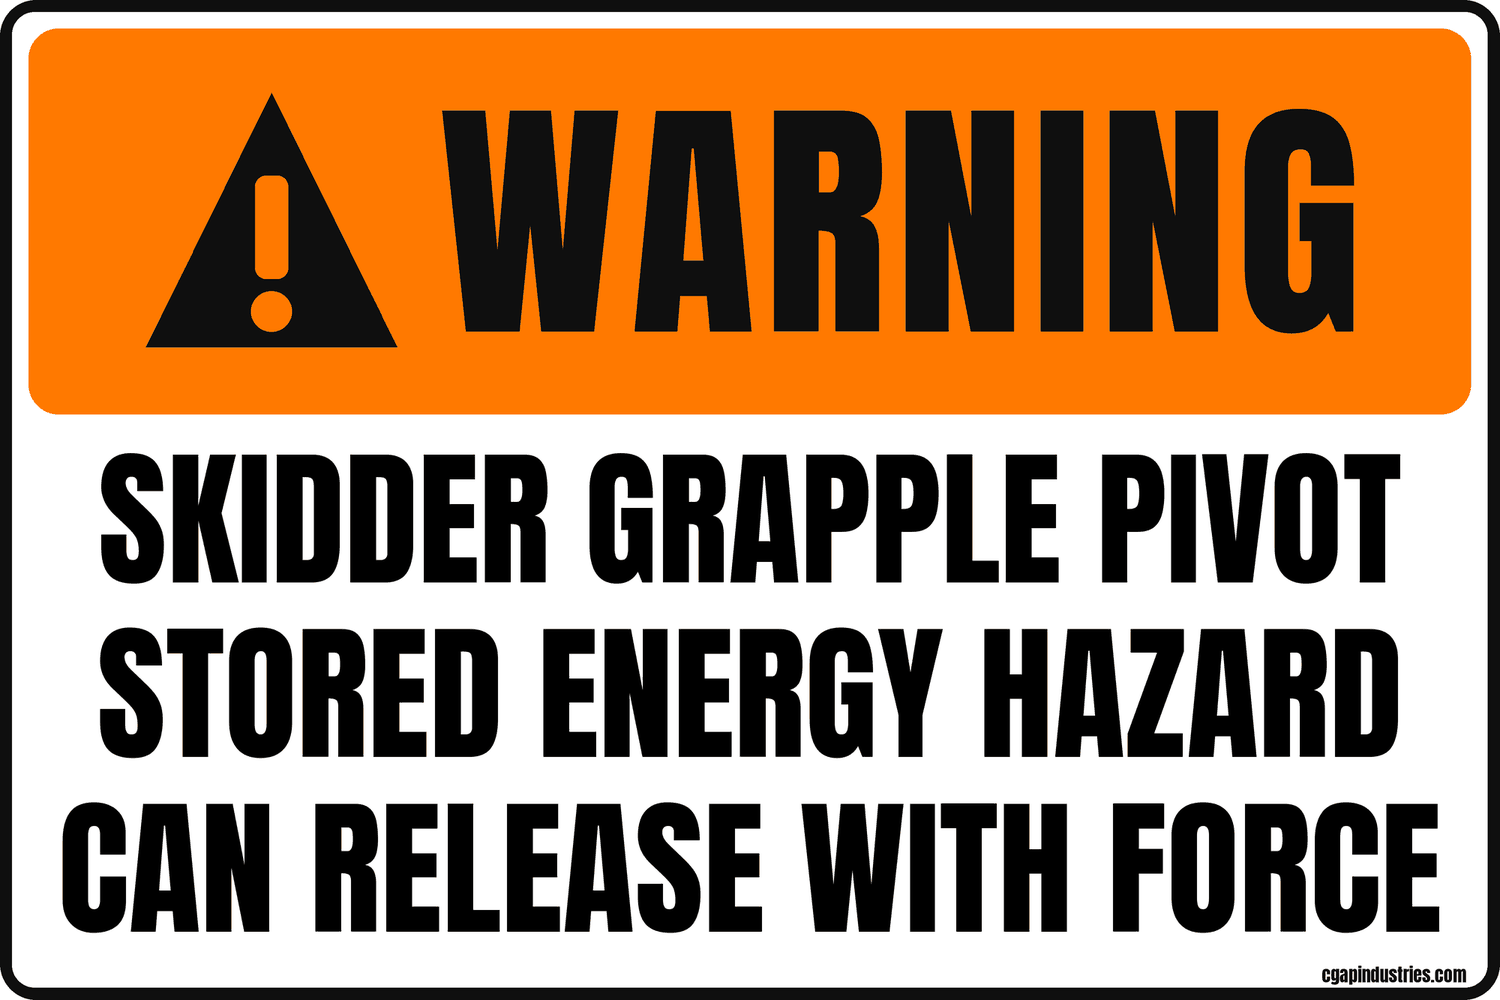 WARNING
SKIDDER GRAPPLE PIVOT
STORED ENERGY HAZARD
CAN RELEASE WITH FORCE
cgapindustries.com